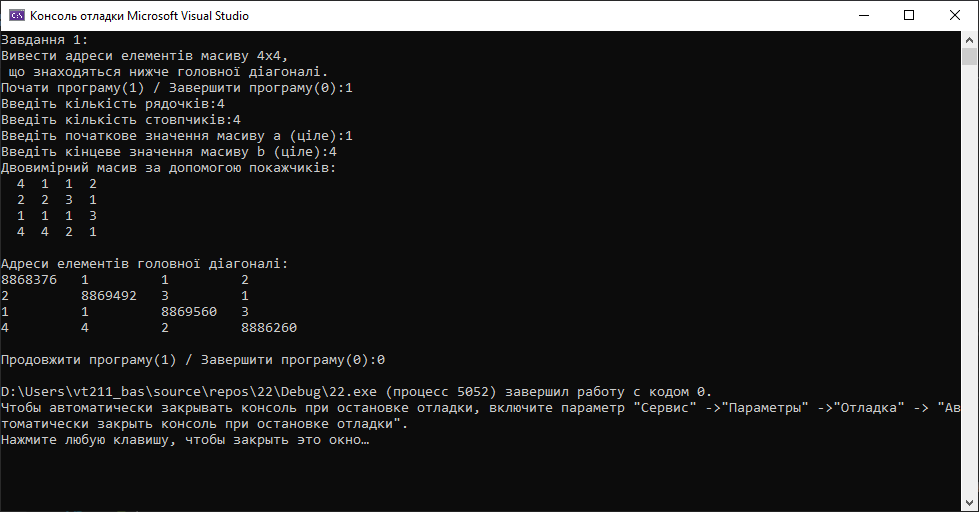 Консоль отладки Microsoft Visual Studio
Завдання 1:
Вивести адреси елементів масиву 4x4,
 що знаходяться нижче головної діагоналі.
Почати програму(1) / Завершити програму(0):1
Введіть кількість рядочків:4
Введіть кількість стовпчиків:4
Введіть початкове значення масиву a (ціле):1
Введіть кінцеве значення масиву b (ціле):4
Двовимірний масив за допомогою покажчиків:
  4  1  1  2
  2  2  3  1
  1  1  1  3
  4  4  2  1
Адреси елементів головної діагоналі:
8868376   1         1         2
2         8869492   3         1
1         1         8869560   3
4         4         2         8886260
Продовжити програму(1) / Завершити програму(0):0
D:\Users\vt211_bas\source\repos\22\Debug\22.exe (процесс 5052) завершил работу с кодом 0.
Чтобы автоматически закрывать консоль при остановке отладки, включите параметр "Сервис" ->"Параметры" ->"Отладка" -> "Ав
томатически закрыть консоль при остановке отладки".
Нажмите любую клавишу, чтобы закрыть это окно…